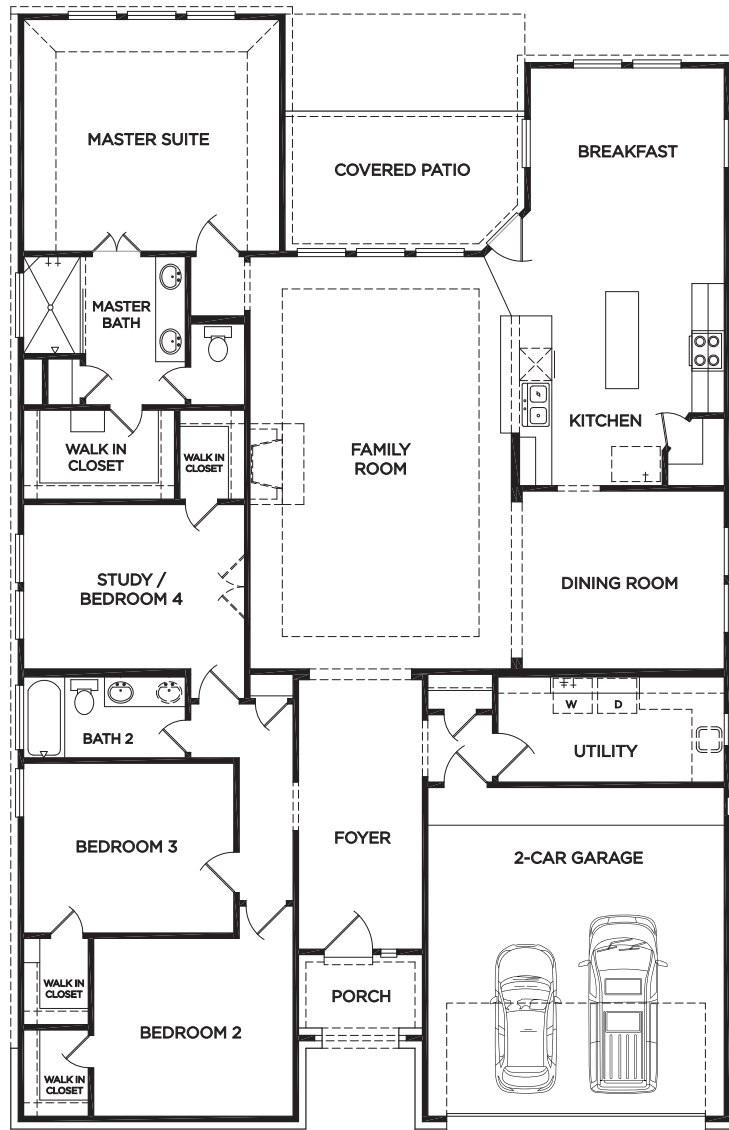 MASTER SUITE
COVERED PATIO
BREAKFAST
MASTER
BATH
KITCHEN
WALK IN
CLOSET
WALK IN
CLOSET
FAMILY
ROOM
STUDY /
BEDROOM 4
DINING ROOM
W
D
BATH 2
UTILITY
BEDROOM 3
FOYER
2-CAR GARAGE
WALK IN
CLOSET
PORCH
BEDROOM 2
WALK IN
CLOSET